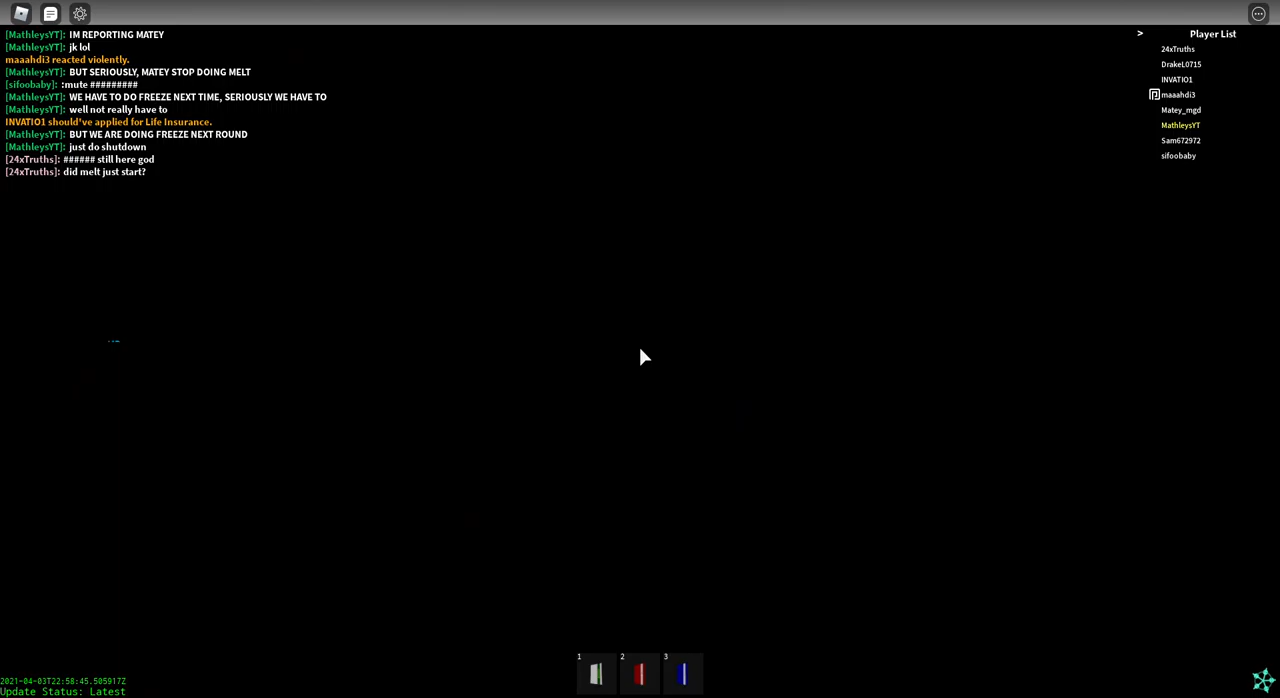 [MathleysYT]: IM REPORTING MATEY
[MathleysYT]: jk lol
maaahdi3 reacted violently.
[MathleysYT]: BUT SERIOUSLY, MATEY STOP DOING MELT
[sifoobaby]: :mute #########
[MathleysYT]: WE HAVE TO DO FREEZE NEXT TIME, SERIOUSLY WE HAVE TO
[MathleysYT]: well not really have to
INVATIO1 should've applied for Life Insurance.
[MathleysYT]: BUT WE ARE DOING FREEZE NEXT ROUND
[MathleysYT]: just do shutdown
[24xTruths]: ###### still here god
[24xTruths]: did melt just start?
> Player List
24xTruths
DrakeL0715
INVATIO1
maaahdi3
Matey_mgd
MathleysYT
Sam672972
sifoobaby
1 2 3
2021-04-03T22:58:45.505917Z
Update Status: Latest